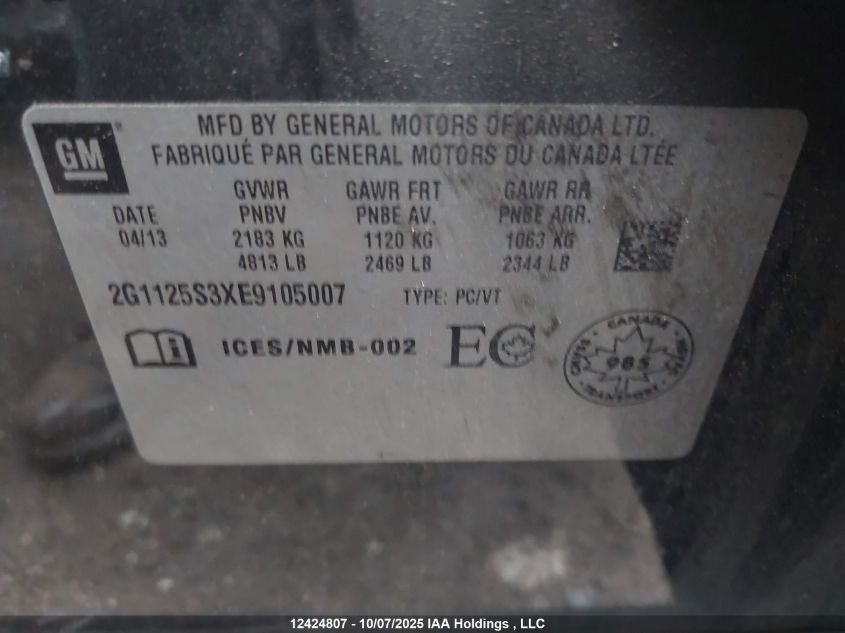 GM
MFD BY GENERAL MOTORS OF CANADA LTD.
FABRIQUÉ PAR GENERAL MOTORS DU CANADA LTÉE
GVWR GAWR FRT GAWR RR
DATE PNBV PNBE AV. PNBE ARR.
04/13 2183 KG 1120 KG 1063 KG
4813 LB 2469 LB 2344 LB
2G1125S3XE9105007 TYPE: PC/VT
ICES/NMB-002 EC
CANADA
985
TRANSPORT
12424807 - 10/07/2025 IAA Holdings , LLC